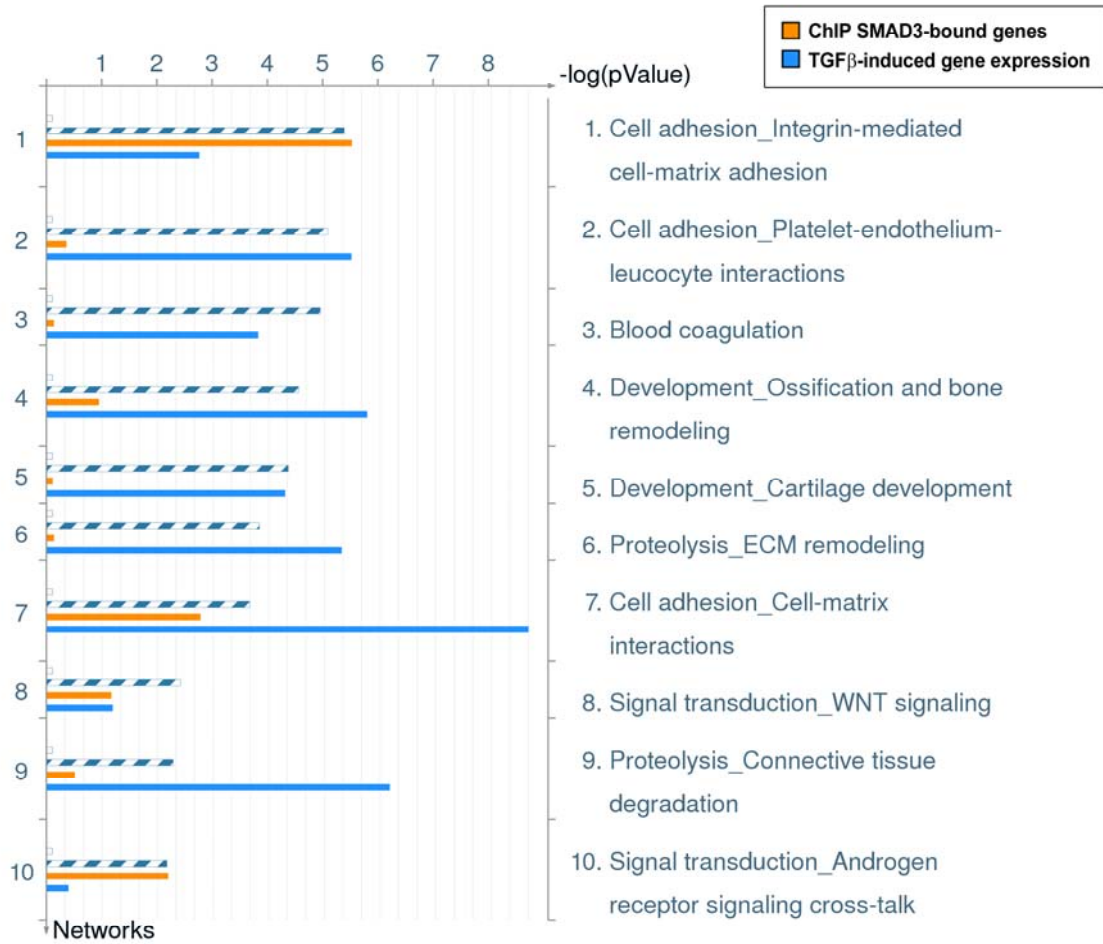 ChIP SMAD3-bound genes
TGFβ-induced gene expression
1 2 3 4 5 6 7 8
-log(pValue)
1
1. Cell adhesion_Integrin-mediated
cell-matrix adhesion
2
2. Cell adhesion_Platelet-endothelium-
leucocyte interactions
3
3. Blood coagulation
4
4. Development_Ossification and bone
remodeling
5
5. Development_Cartilage development
6
6. Proteolysis_ECM remodeling
7
7. Cell adhesion_Cell-matrix
interactions
8
8. Signal transduction_WNT signaling
9
9. Proteolysis_Connective tissue
degradation
10
10. Signal transduction_Androgen
receptor signaling cross-talk
Networks